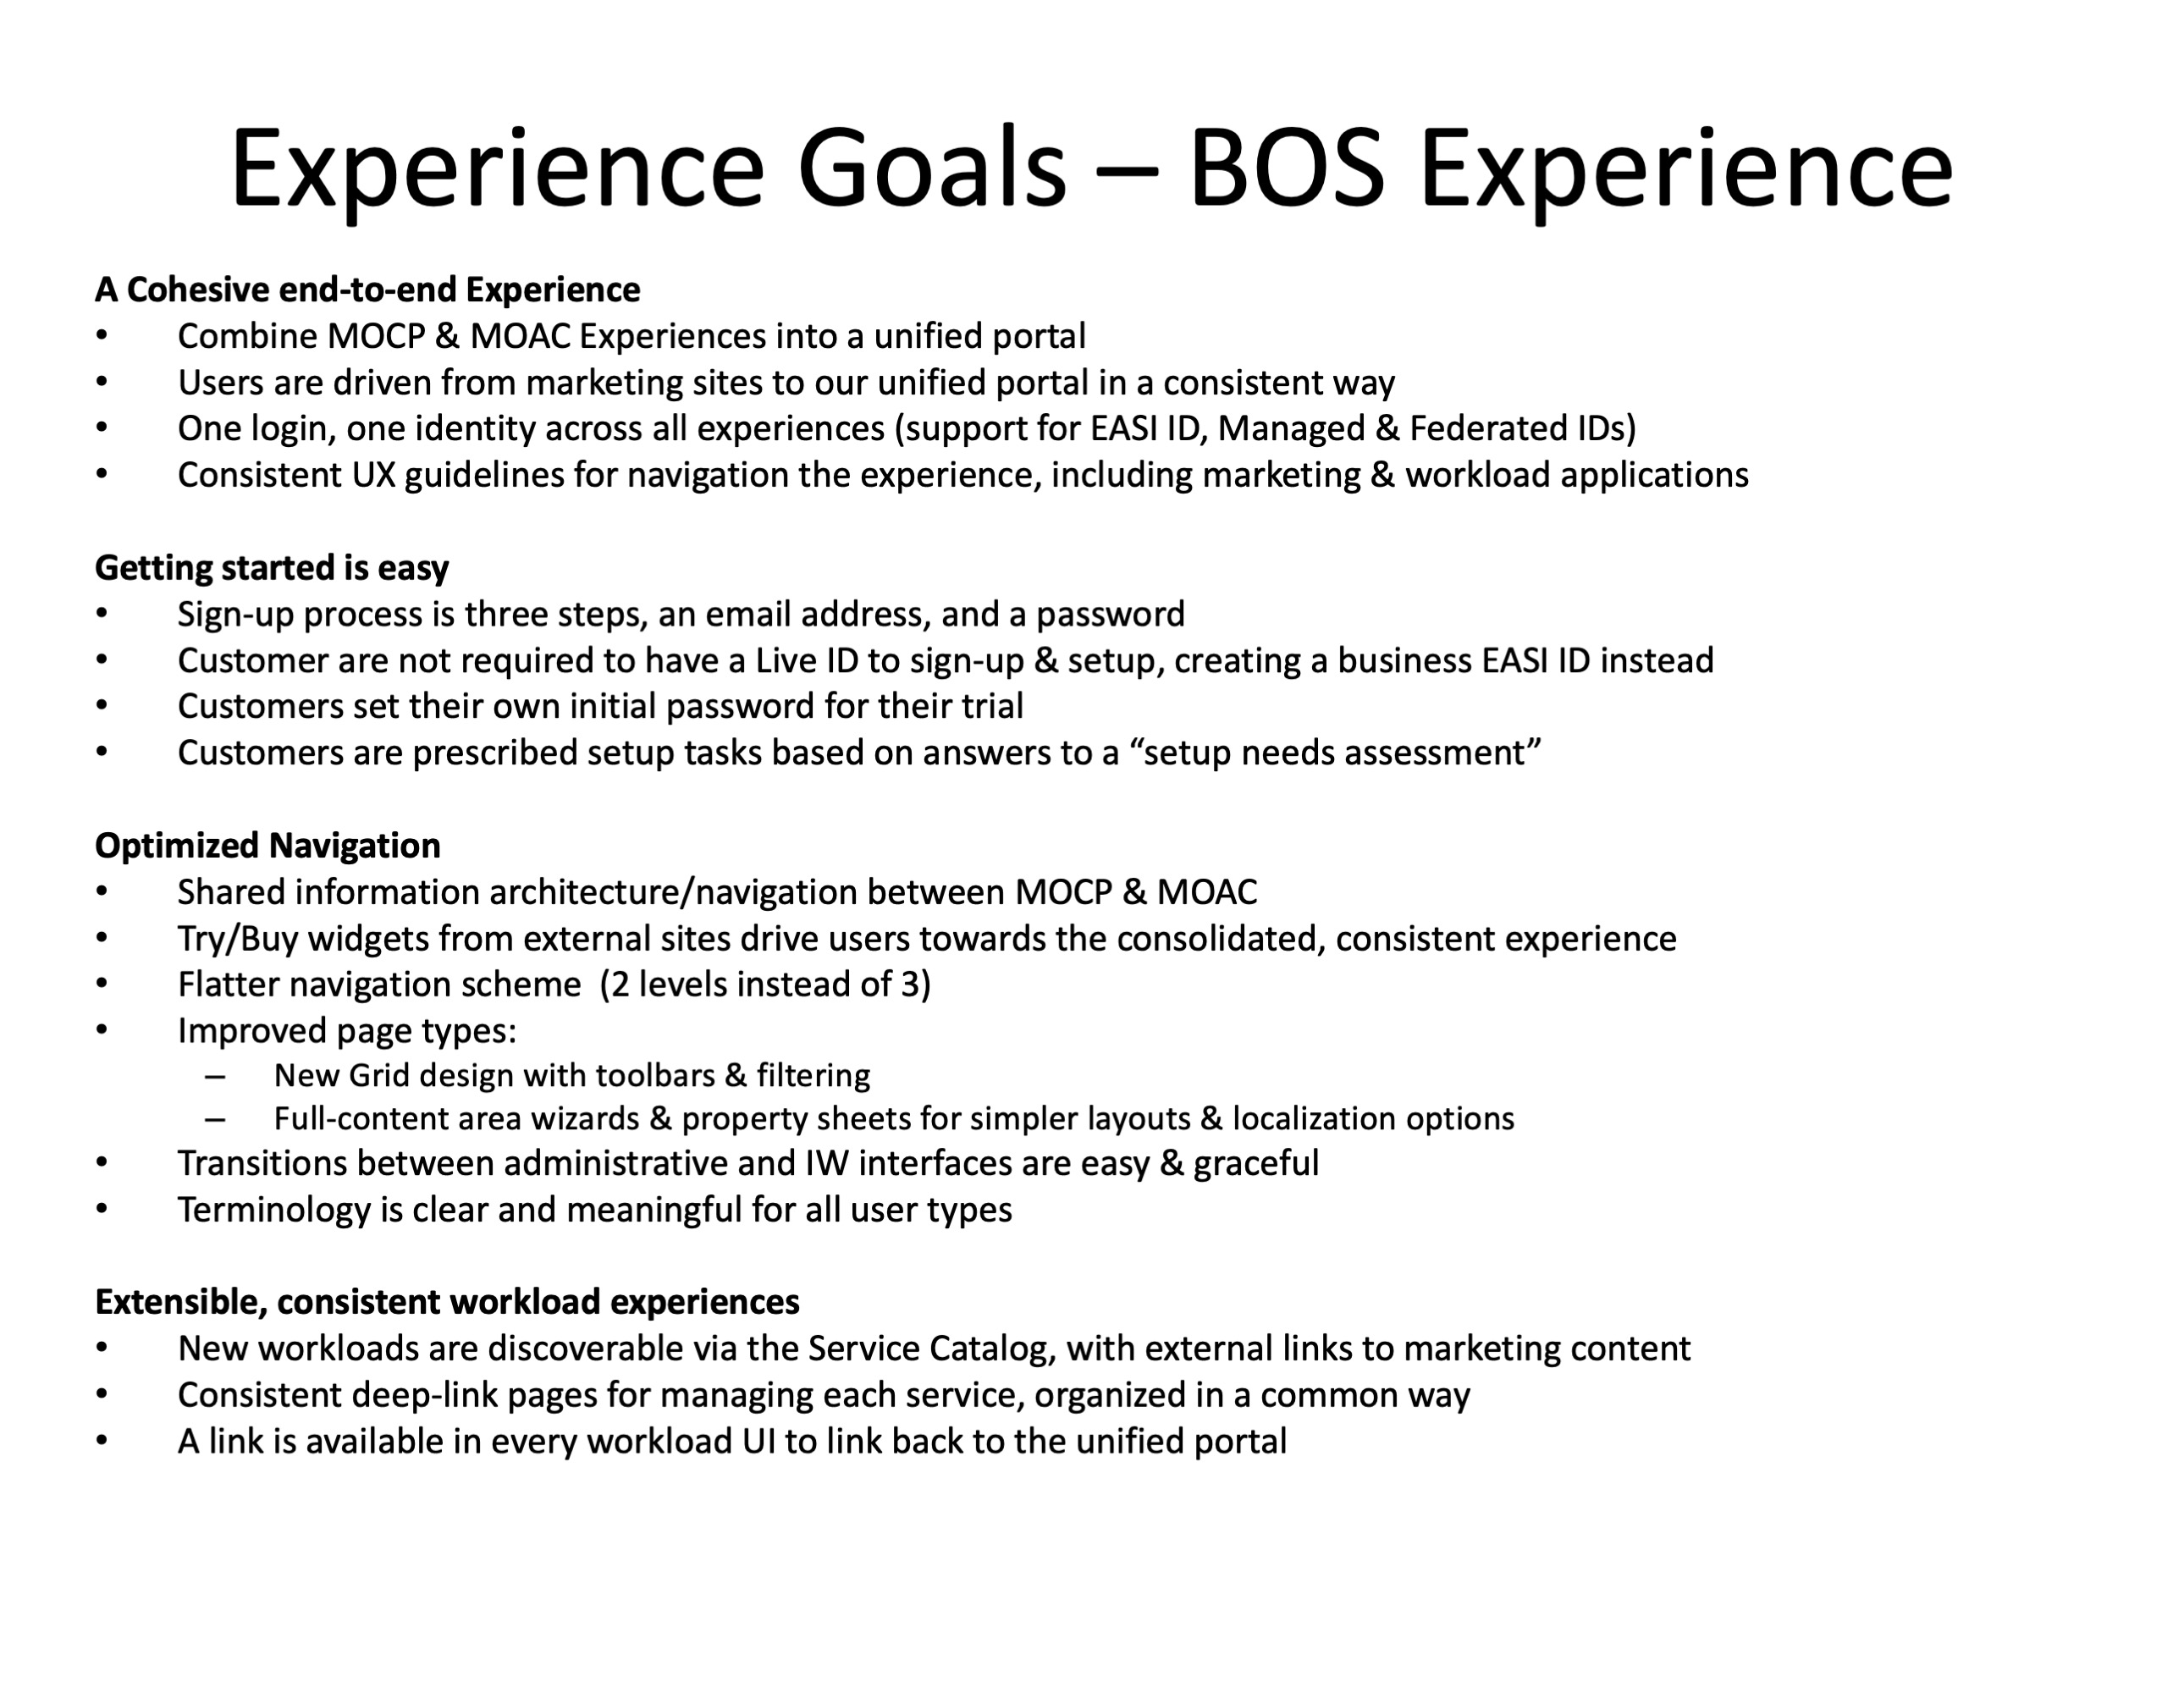 Experience Goals – BOS Experience
A Cohesive end-to-end Experience
• Combine MOCP & MOAC Experiences into a unified portal
• Users are driven from marketing sites to our unified portal in a consistent way
• One login, one identity across all experiences (support for EASI ID, Managed & Federated IDs)
• Consistent UX guidelines for navigation the experience, including marketing & workload applications
Getting started is easy
• Sign-up process is three steps, an email address, and a password
• Customer are not required to have a Live ID to sign-up & setup, creating a business EASI ID instead
• Customers set their own initial password for their trial
• Customers are prescribed setup tasks based on answers to a “setup needs assessment”
Optimized Navigation
• Shared information architecture/navigation between MOCP & MOAC
• Try/Buy widgets from external sites drive users towards the consolidated, consistent experience
• Flatter navigation scheme  (2 levels instead of 3)
• Improved page types:
– New Grid design with toolbars & filtering
– Full-content area wizards & property sheets for simpler layouts & localization options
• Transitions between administrative and IW interfaces are easy & graceful
• Terminology is clear and meaningful for all user types
Extensible, consistent workload experiences
• New workloads are discoverable via the Service Catalog, with external links to marketing content
• Consistent deep-link pages for managing each service, organized in a common way
• A link is available in every workload UI to link back to the unified portal